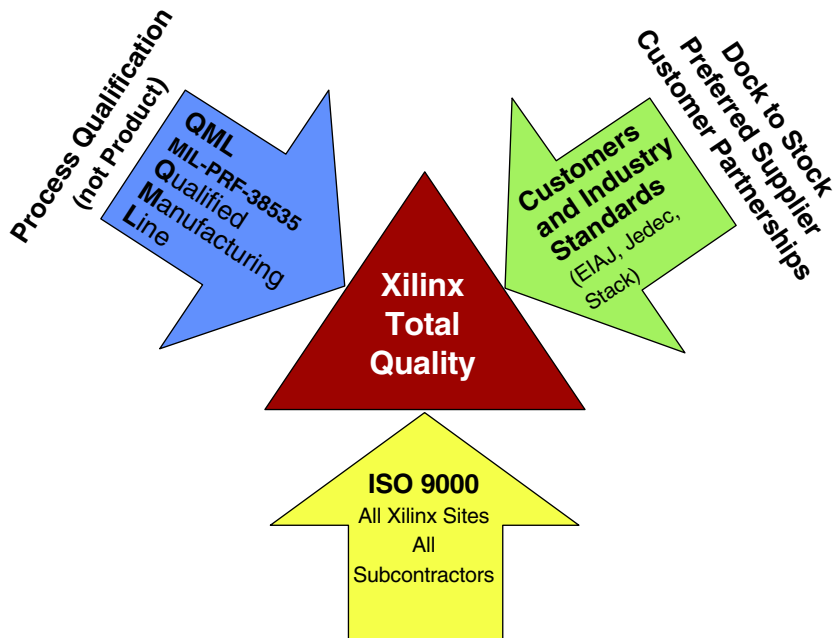 Process Qualification
(not Product)
QML
MIL-PRF-38535
Qualified
Manufacturing
Line
Dock to Stock
Preferred Supplier
Customer Partnerships
Customers
and Industry
Standards
(EIAJ, Jedec,
Stack)
Xilinx
Total
Quality
ISO 9000
All Xilinx Sites
All
Subcontractors